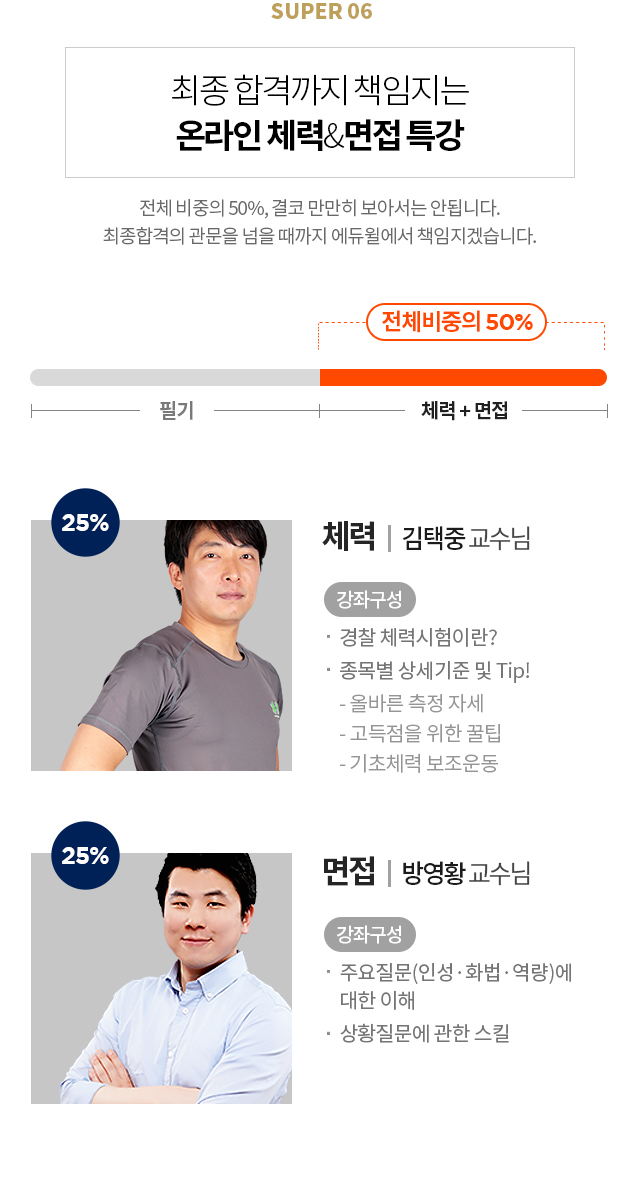 SUPER 06
최종 합격까지 책임지는
온라인 체력&면접 특강
전체 비중의 50%, 결코 만만히 보아서는 안됩니다.
최종합격의 관문을 넘을 때까지 에듀윌에서 책임지겠습니다.
전체비중의 50%
필기
체력 + 면접
25%
체력 | 김택중 교수님
강좌구성
· 경찰 체력시험이란?
· 종목별 상세기준 및 Tip!
- 올바른 측정 자세
- 고득점을 위한 꿀팁
- 기초체력 보조운동
25%
면접 | 방영황 교수님
강좌구성
· 주요질문(인성·화법·역량)에
대한 이해
· 상황질문에 관한 스킬